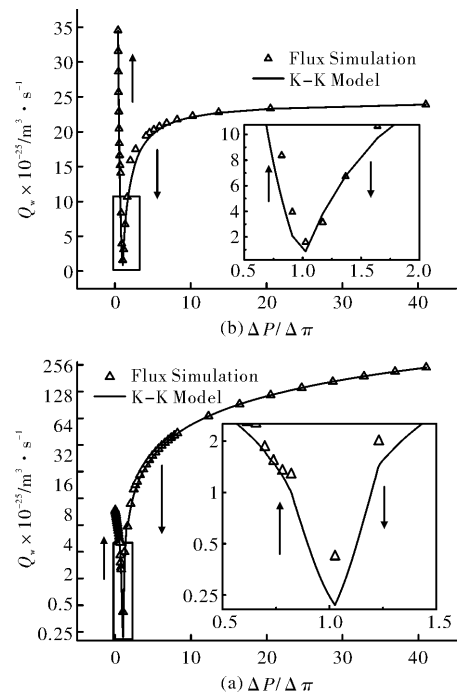 40
35
30
25
20
15
10
5
0
Q_w × 10^-25/m^3 · s^-1
△ Flux Simulation
— K-K Model
10
8
6
4
2
0.5 1.0 1.5 2.0
0 10 20 30 40
(b) ΔP/Δπ
256
128
64
32
16
8
4
2
1
0.5
0.25
Q_w × 10^-25/m^3 · s^-1
△ Flux Simulation
— K-K Model
2
1
0.5
0.25
0.5 1.0 1.5
0 10 20 30 40
(a) ΔP/Δπ